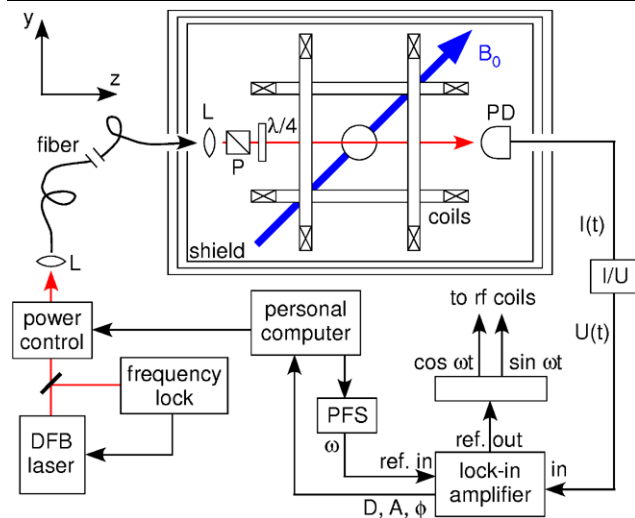 y
z
fiber
L
P
λ/4
B₀
PD
shield
coils
I(t)
I/U
U(t)
L
power
control
personal
computer
to rf coils
cos ωt
sin ωt
frequency
lock
PFS
ω
ref. in
ref. out
in
DFB
laser
lock-in
amplifier
D, A, ϕ